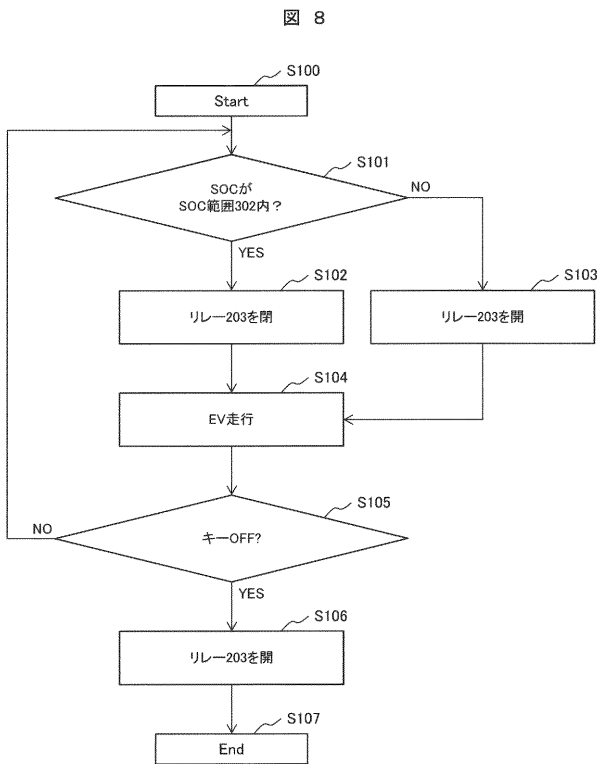 図 8
S100
Start
S101
SOCが
SOC範囲302内？
NO
YES
S102
リレー203を閉
S103
リレー203を開
S104
EV走行
S105
キーOFF?
NO
YES
S106
リレー203を開
S107
End